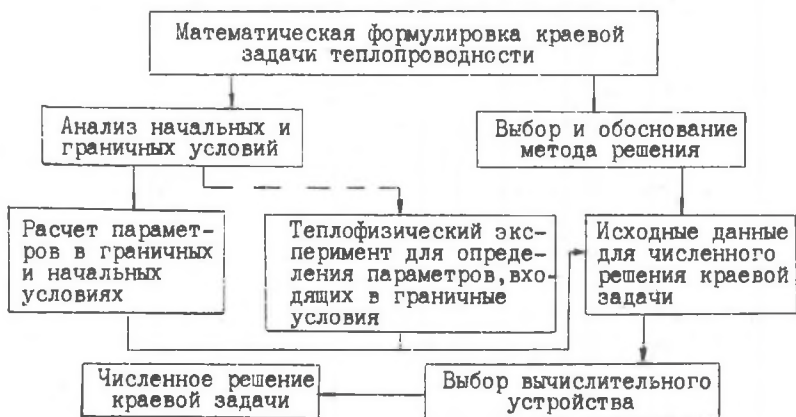 Математическая формулировка краевой
задачи теплопроводности
Анализ начальных и
граничных условий
Выбор и обоснование
метода решения
Расчет парамет-
ров в граничных
и начальных
условиях
Теплофизический экс-
перимент для опреде-
ления параметров,вхо-
дящих в граничные
условия
Исходные данные
для численного
решения краевой
задачи
Численное решение
краевой задачи
Выбор вычислительного
устройства